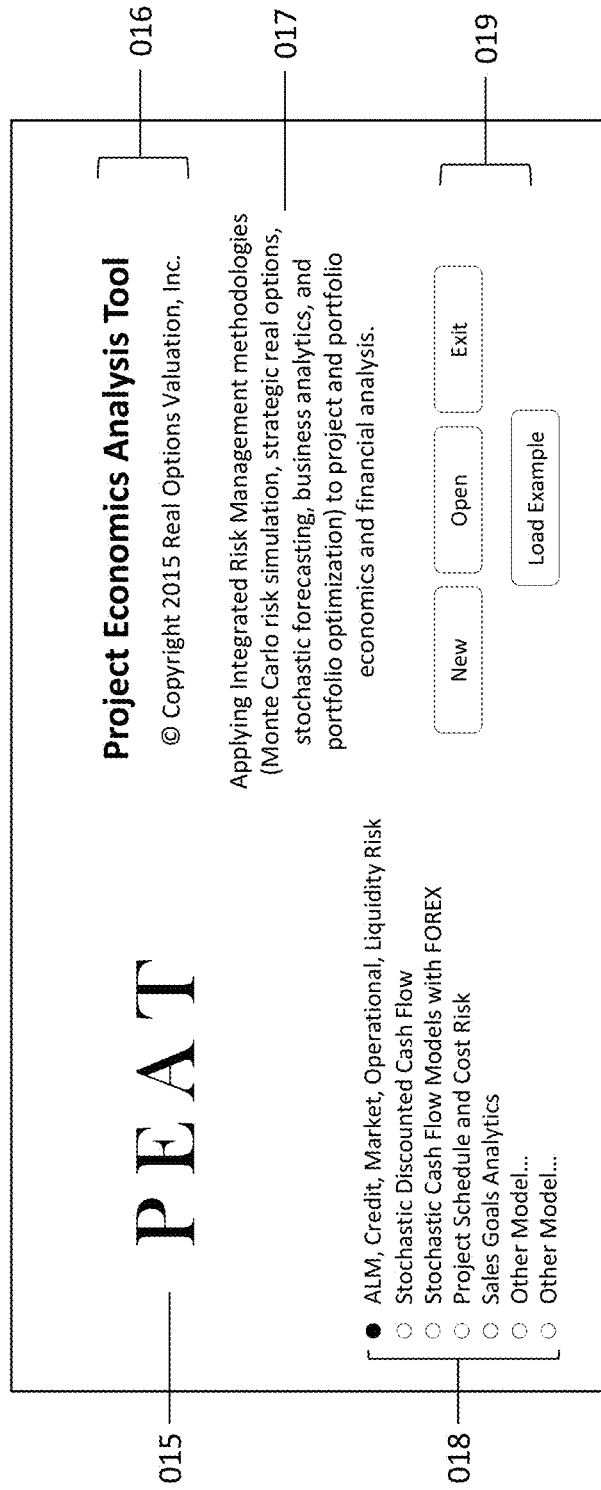 015
P E A T
Project Economics Analysis Tool
016
© Copyright 2015 Real Options Valuation, Inc.
Applying Integrated Risk Management methodologies
(Monte Carlo risk simulation, strategic real options,
017
stochastic forecasting, business analytics, and
portfolio optimization) to project and portfolio
economics and financial analysis.
018
ALM, Credit, Market, Operational, Liquidity Risk
Stochastic Discounted Cash Flow
Stochastic Cash Flow Models with FOREX
Project Schedule and Cost Risk
Sales Goals Analytics
Other Model...
Other Model...
New
Open
Exit
019
Load Example